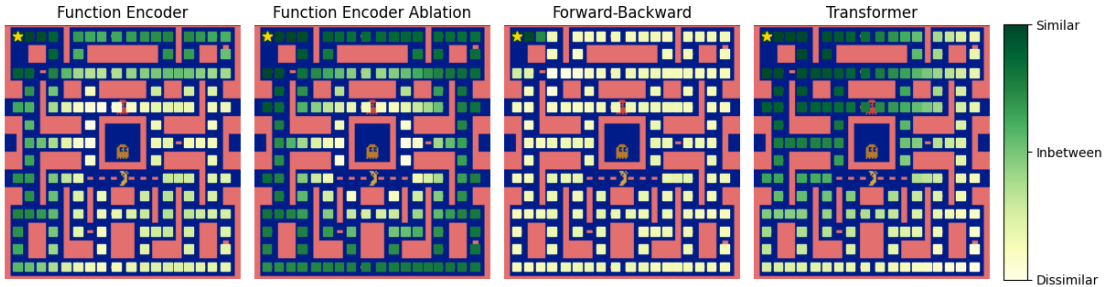 Function Encoder
Function Encoder Ablation
Forward-Backward
Transformer
Similar
Inbetween
Dissimilar